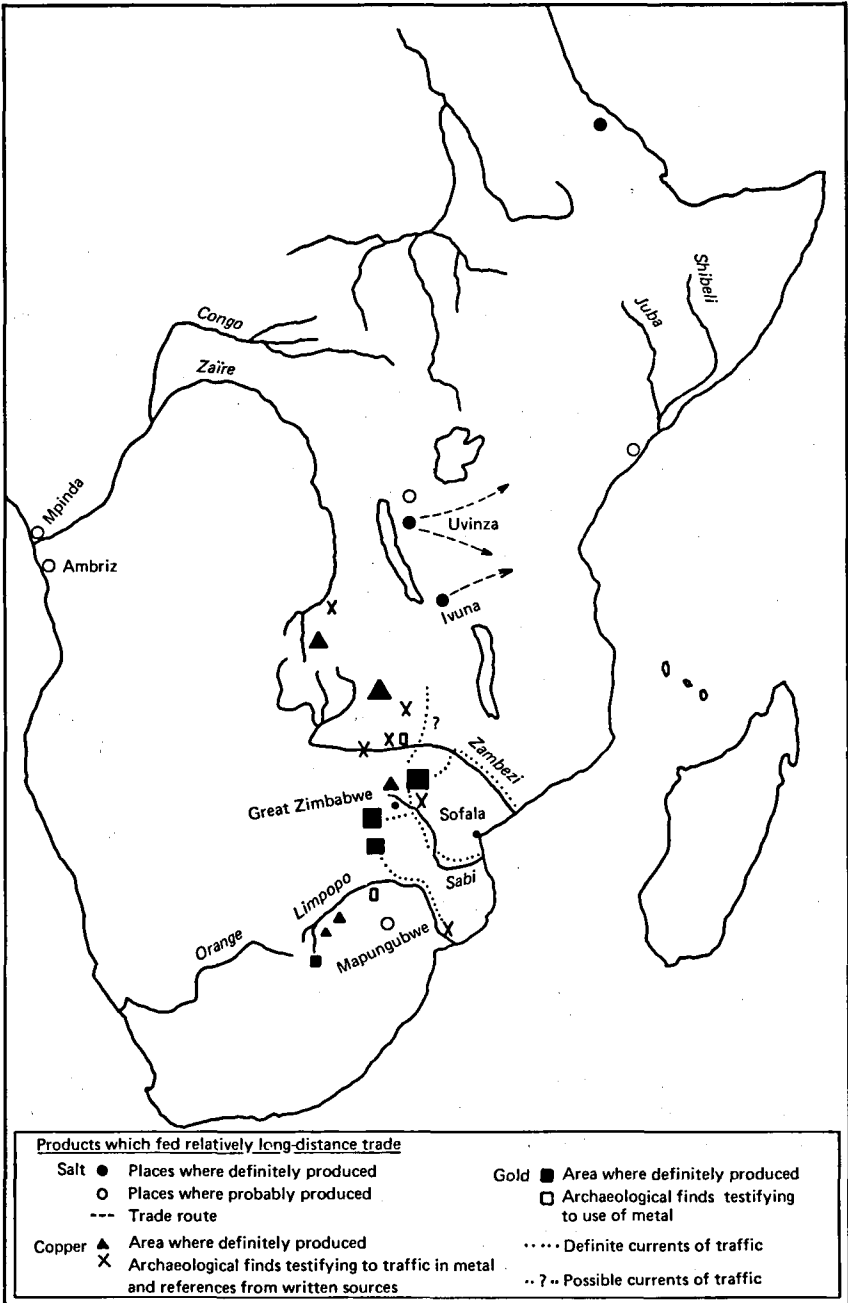 Shibeli
Juba
Congo
Zaïre
Mpinda
Ambriz
Uvinza
Ivuna
?
Zambezi
Great Zimbabwe
Sofala
Sabi
Limpopo
Mapungubwe
Orange
Products which fed relatively long-distance trade
Salt ● Places where definitely produced
○ Places where probably produced
--- Trade route
Copper ▲ Area where definitely produced
X Archaeological finds testifying to traffic in metal
and references from written sources
Gold ■ Area where definitely produced
□ Archaeological finds testifying
to use of metal
..... Definite currents of traffic
.. ? .. Possible currents of traffic